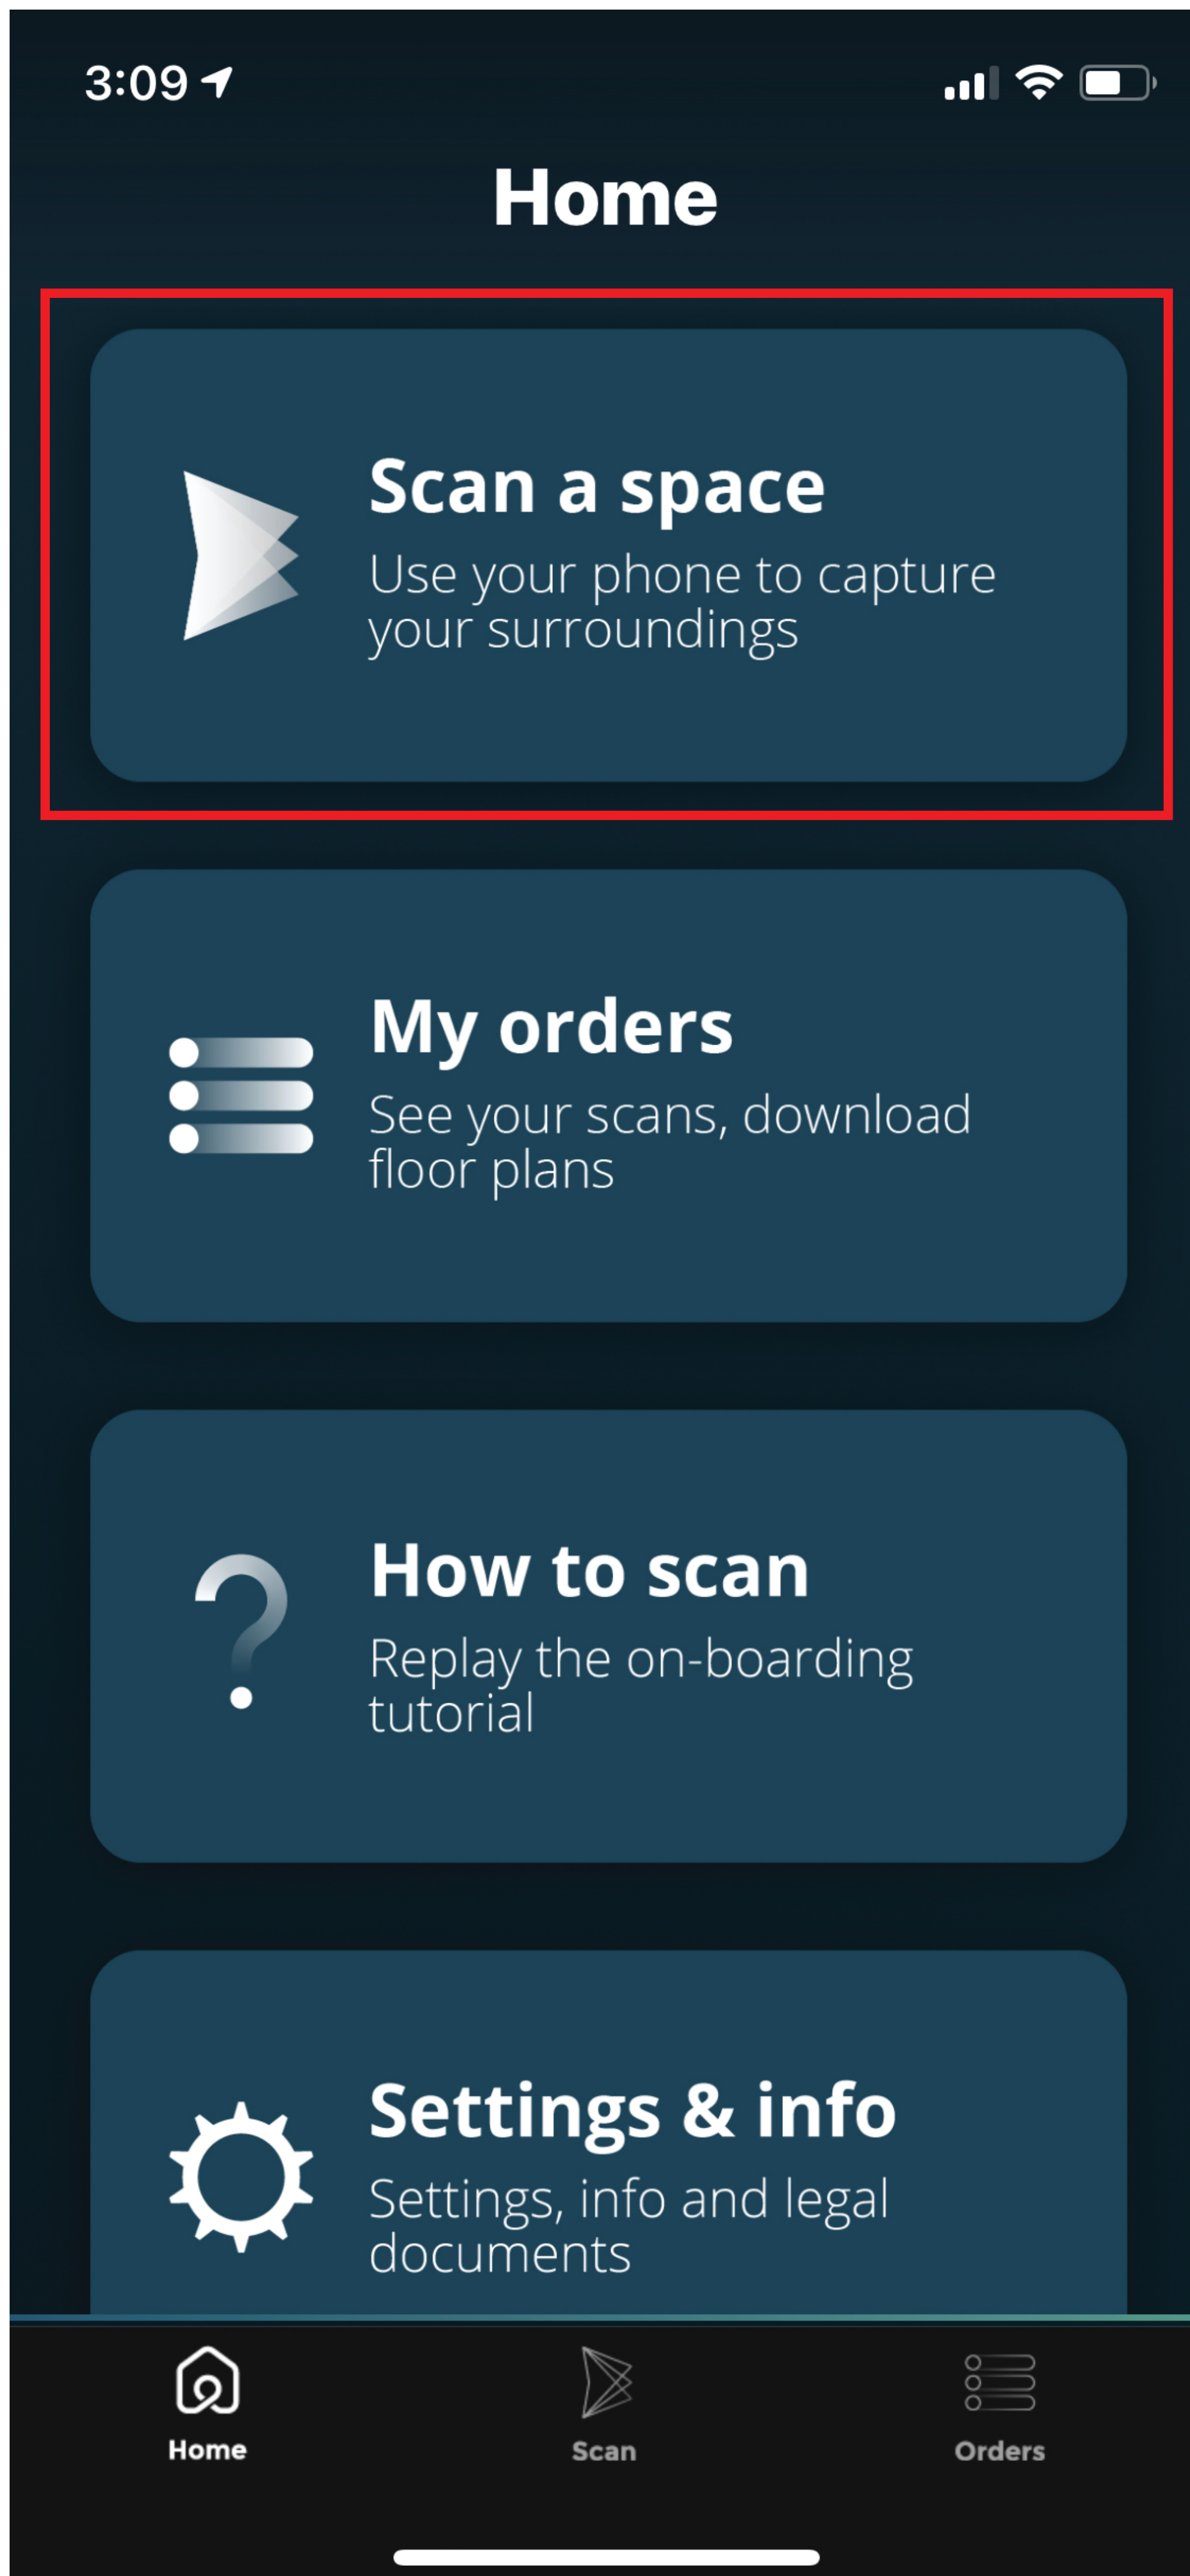 3:09
Home
Scan a space
Use your phone to capture
your surroundings
My orders
See your scans, download
floor plans
How to scan
Replay the on-boarding
tutorial
Settings & info
Settings, info and legal
documents
Home
Scan
Orders